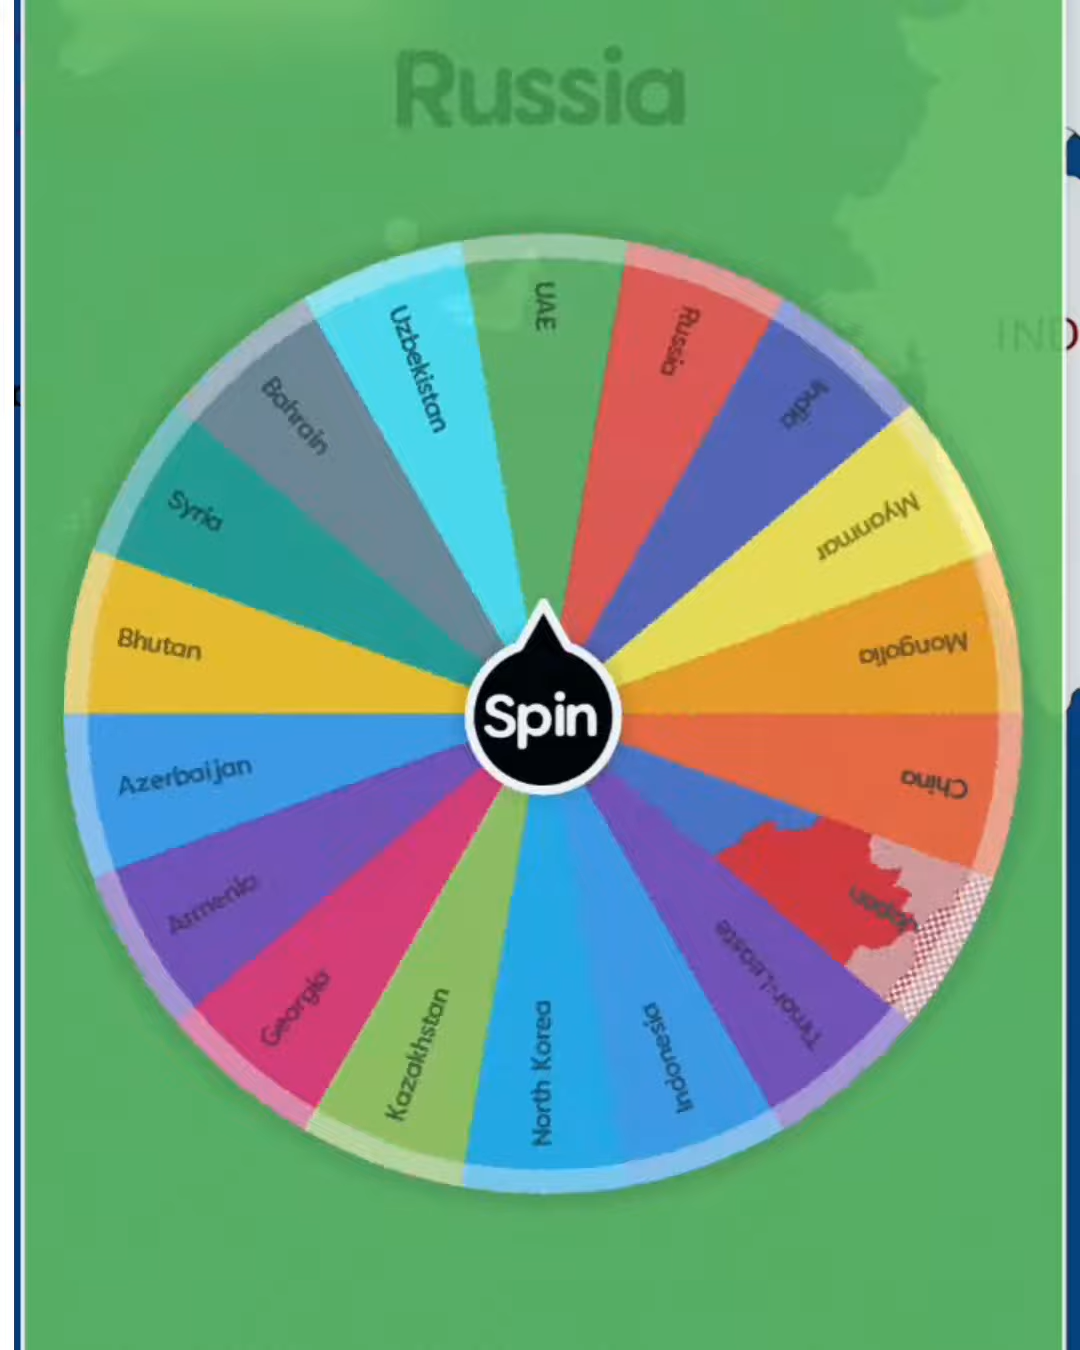 Russia
IND
UAE
Russia
India
Myanmar
Mongolia
China
Japan
Timor-Leste
Indonesia
North Korea
Kazakhstan
Georgia
Armenia
Azerbaijan
Bhutan
Syria
Bahrain
Uzbekistan
Spin